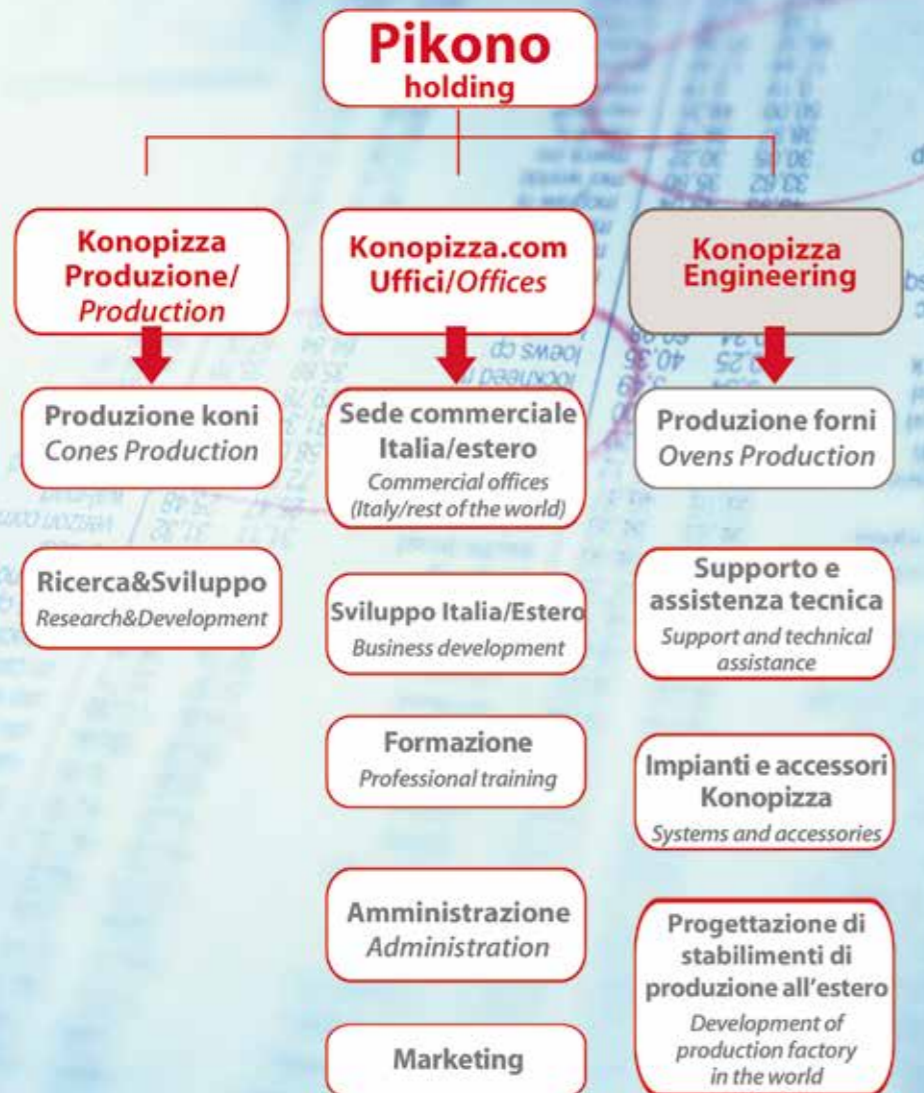 Pikono
holding
Konopizza
Produzione/
Production
Produzione koni
Cones Production
Ricerca&Sviluppo
Research&Development
Konopizza.com
Uffici/Offices
Sede commerciale
Italia/estero
Commercial offices
(Italy/rest of the world)
Sviluppo Italia/Estero
Business development
Formazione
Professional training
Amministrazione
Administration
Marketing
Konopizza
Engineering
Produzione forni
Ovens Production
Supporto e
assistenza tecnica
Support and technical
assistance
Impianti e accessori
Konopizza
Systems and accessories
Progettazione di
stabilimenti di
produzione all'estero
Development of
production factory
in the world